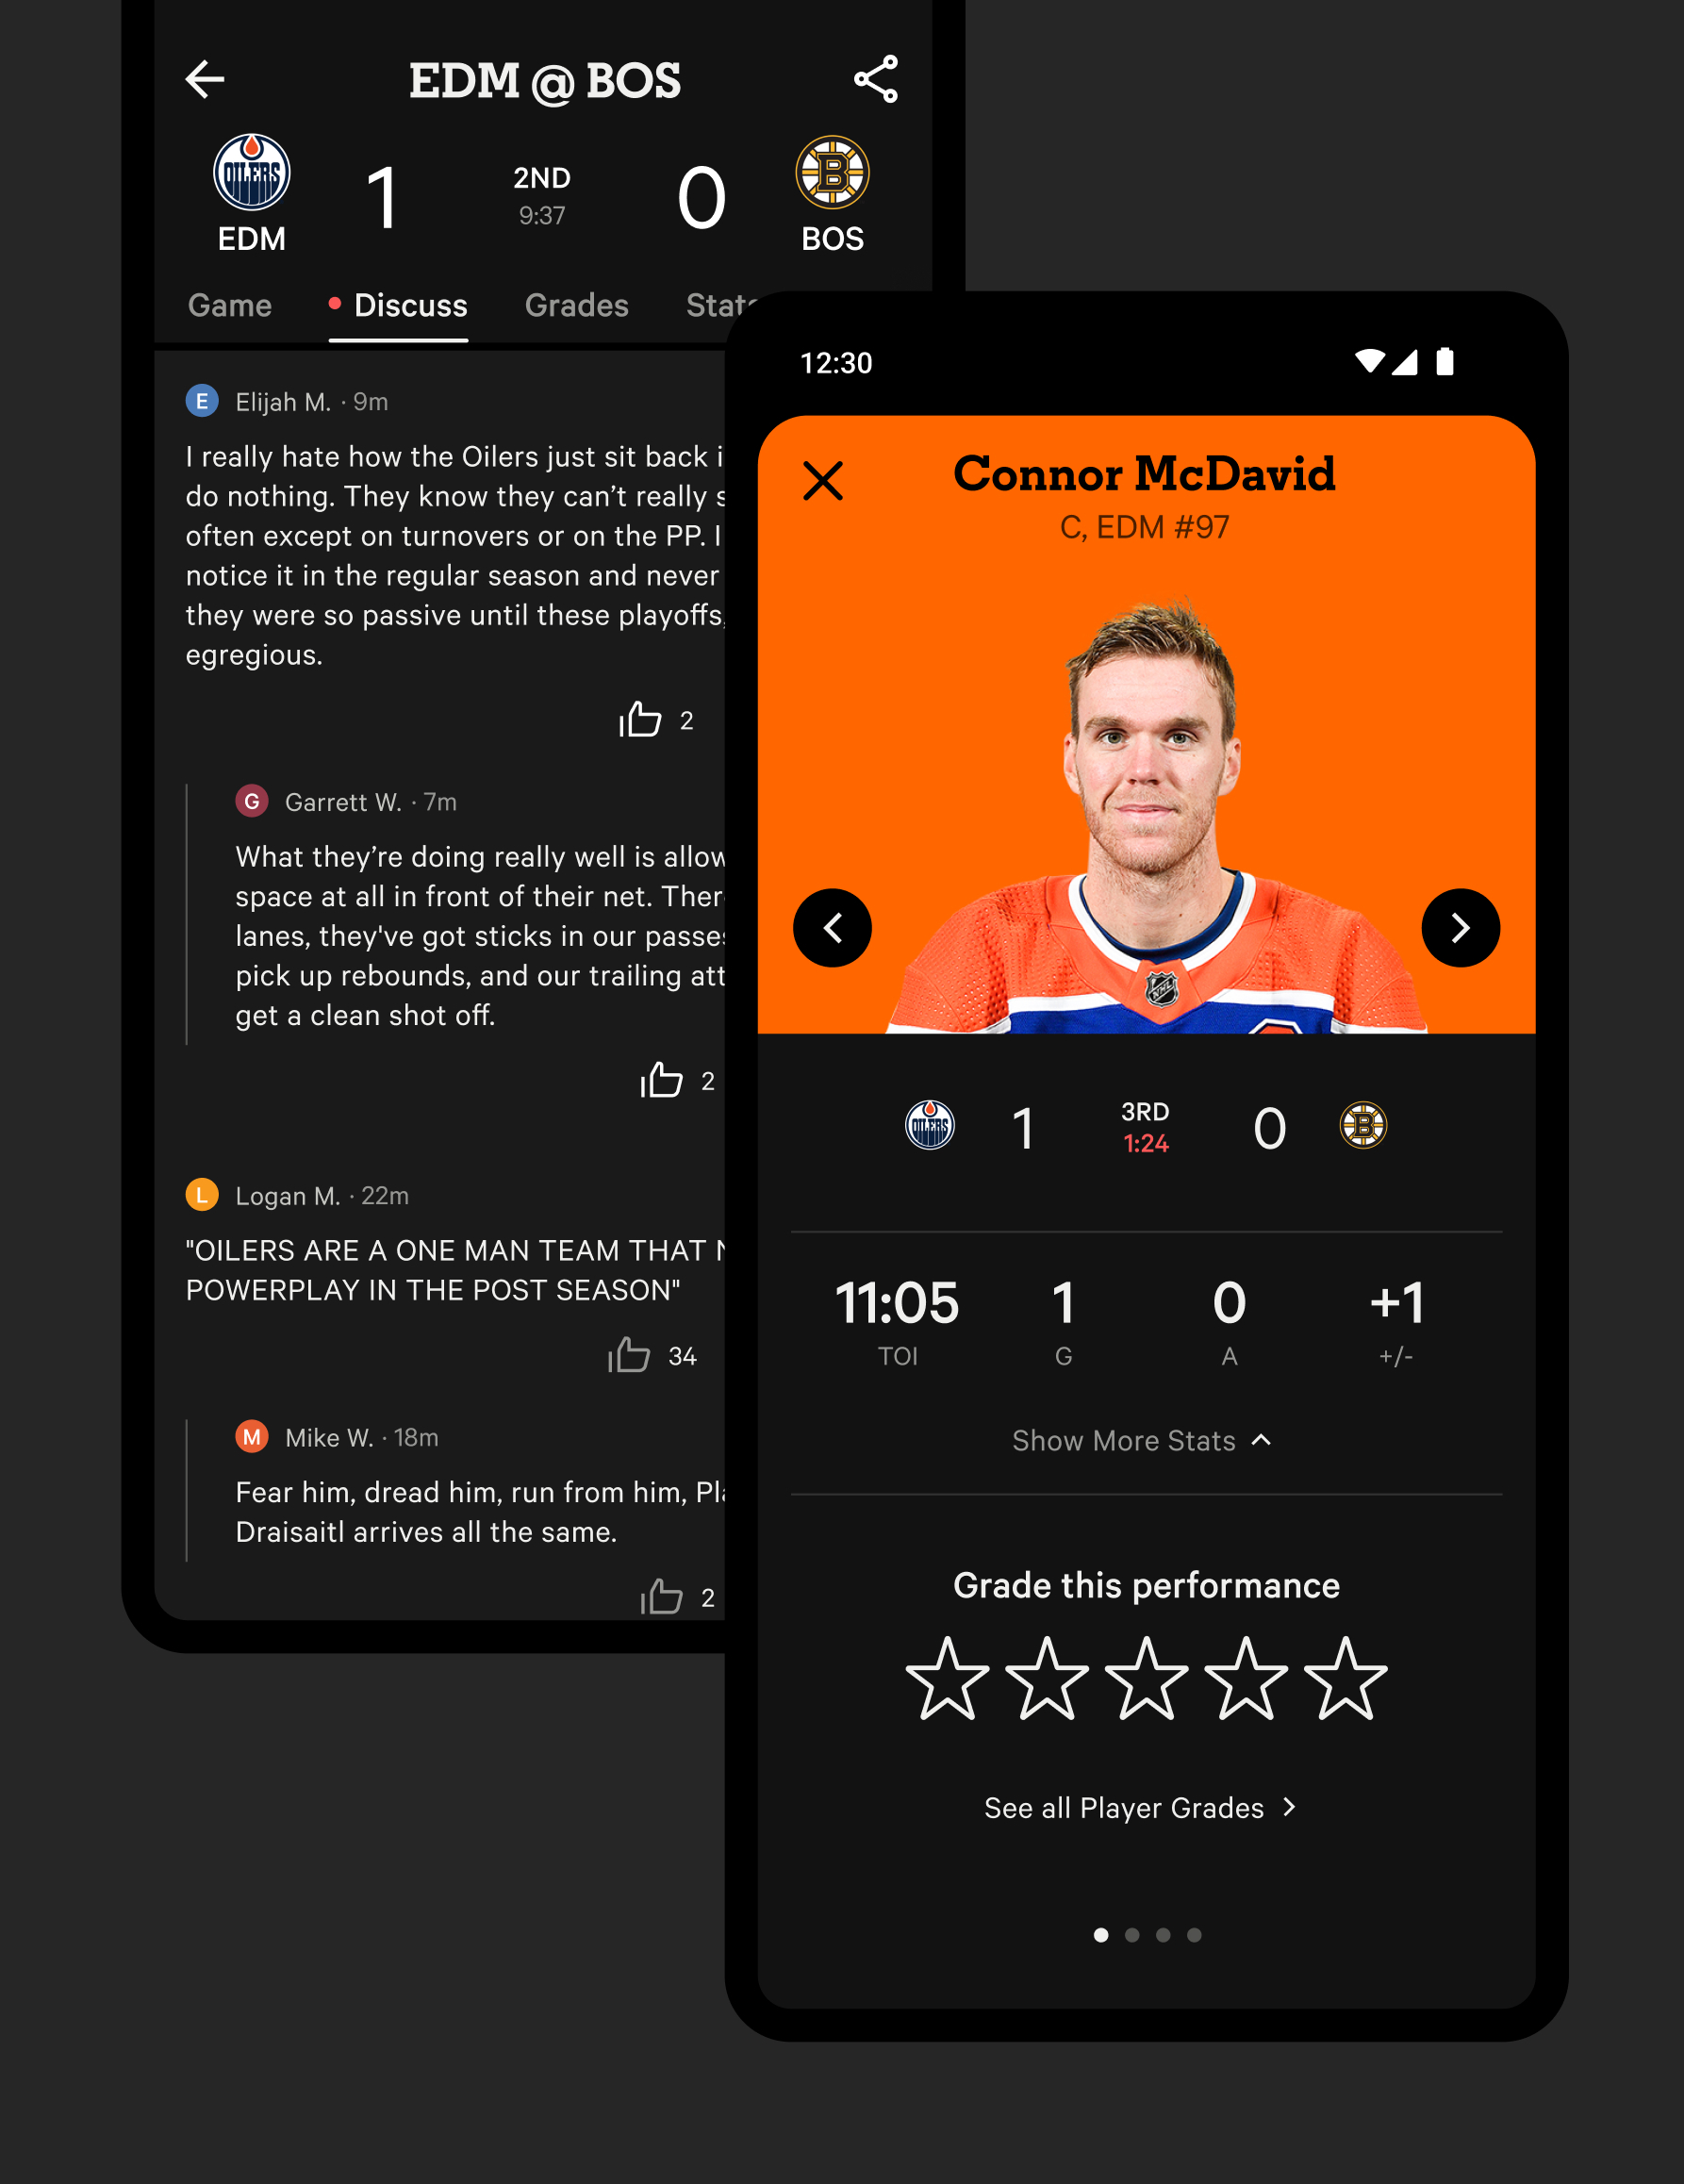 EDM @ BOS
OILERS
EDM
1
2ND
9:37
0
B
BOS
Game
Discuss
Grades
E
Elijah M. · 9m
I really hate how the Oilers just sit back
do nothing. They know they can’t really
often except on turnovers or on the PP. I
notice it in the regular season and never
they were so passive until these playoffs,
egregious.
2
G
Garrett W. · 7m
What they’re doing really well is
space at all in front of their net.
lanes, they've got sticks in our
pick up rebounds, and our trailing
get a clean shot off.
2
L
Logan M. · 22m
"OILERS ARE A ONE MAN TEAM THAT
POWERPLAY IN THE POST SEASON"
34
M
Mike W. · 18m
Fear him, dread him, run from him,
Draisaitl arrives all the same.
2
12:30
Connor McDavid
C, EDM #97
NHL
OILERS
1
3RD
1:24
0
B
11:05
TOI
1
G
0
A
+1
+/-
Show More Stats
Grade this performance
See all Player Grades